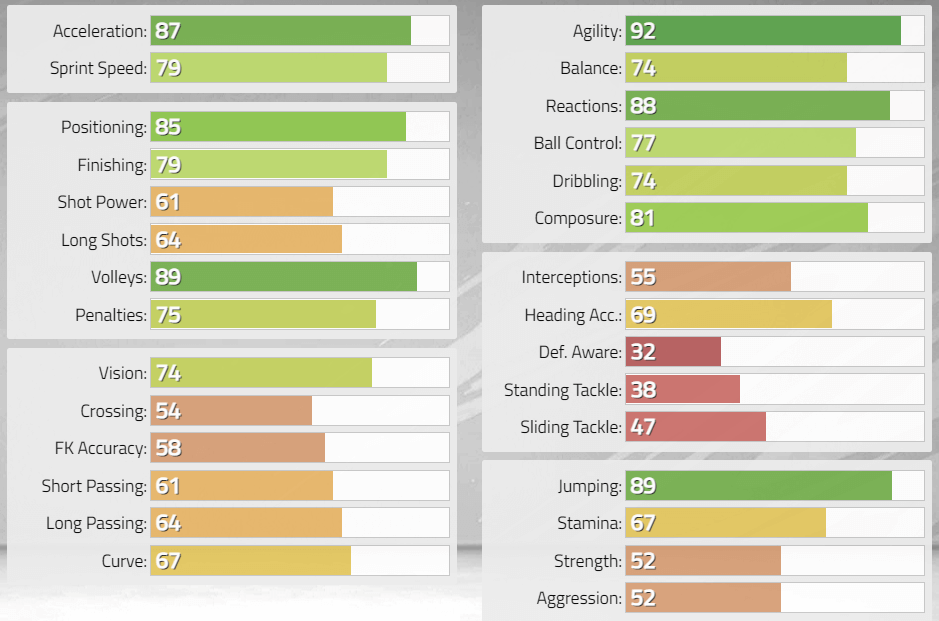 Acceleration: 87
Sprint Speed: 79
Positioning: 85
Finishing: 79
Shot Power: 61
Long Shots: 64
Volleys: 89
Penalties: 75
Vision: 74
Crossing: 54
FK Accuracy: 58
Short Passing: 61
Long Passing: 64
Curve: 67
Agility: 92
Balance: 74
Reactions: 88
Ball Control: 77
Dribbling: 74
Composure: 81
Interceptions: 55
Heading Acc.: 69
Def. Aware: 32
Standing Tackle: 38
Sliding Tackle: 47
Jumping: 89
Stamina: 67
Strength: 52
Aggression: 52